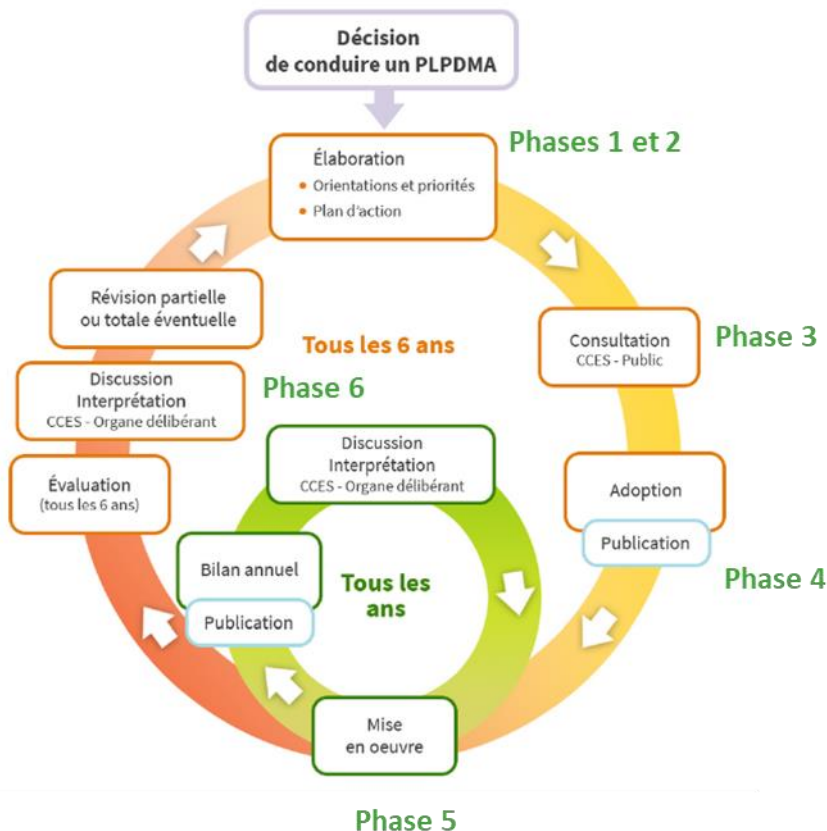 Décision
de conduire un PLPDMA
Phases 1 et 2
Élaboration
• Orientations et priorités
• Plan d'action
Révision partielle
ou totale éventuelle
Tous les 6 ans
Consultation
CCES - Public
Phase 3
Discussion
Interprétation
CCES - Organe délibérant
Phase 6
Discussion
Interprétation
CCES - Organe délibérant
Évaluation
(tous les 6 ans)
Adoption
Publication
Phase 4
Bilan annuel
Publication
Tous les
ans
Mise
en oeuvre
Phase 5